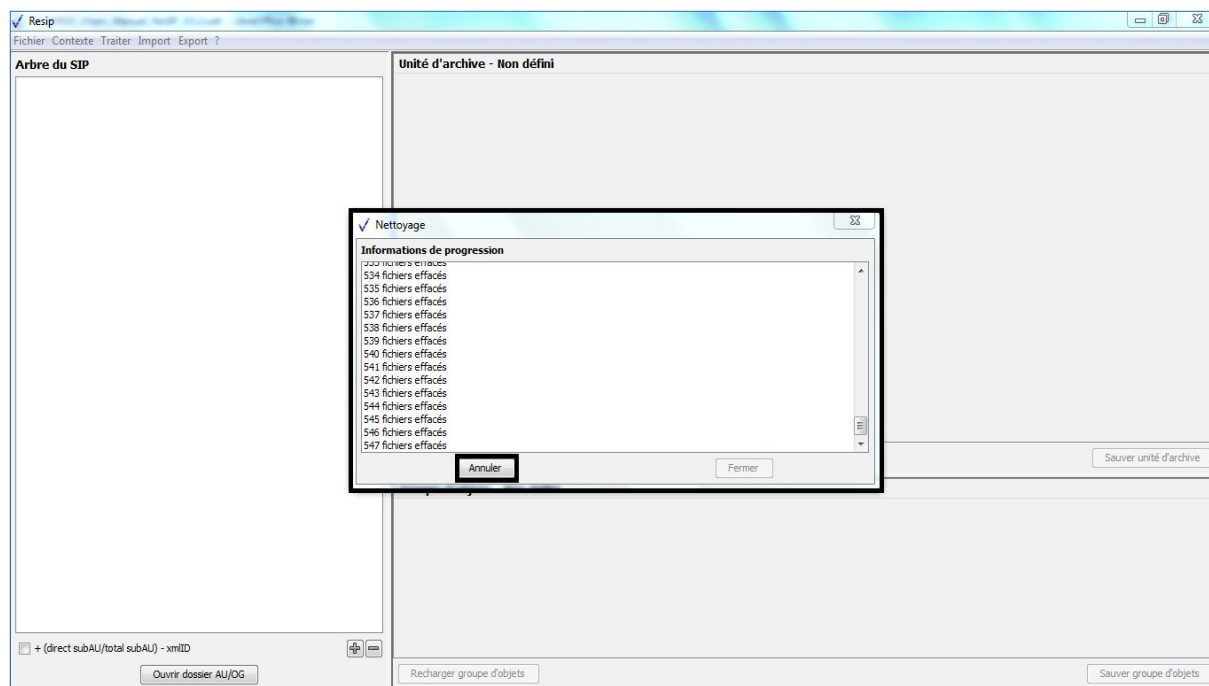 Resip
Fichier Contexte Traiter Import Export ?
Arbre du SIP
Unité d'archive - Non défini
Nettoyage
Informations de progression
534 fichiers effacés
535 fichiers effacés
536 fichiers effacés
537 fichiers effacés
538 fichiers effacés
539 fichiers effacés
540 fichiers effacés
541 fichiers effacés
542 fichiers effacés
543 fichiers effacés
544 fichiers effacés
545 fichiers effacés
546 fichiers effacés
547 fichiers effacés
Annuler
Fermer
Sauver unité d'archive
+ (direct subAU/total subAU) - xmlID
Ouvrir dossier AU/OG
Recharger groupe d'objets
Sauver groupe d'objets